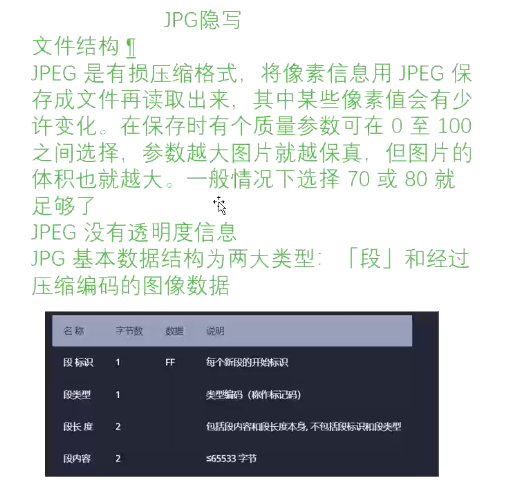 JPG隐写
文件结构 ¶
JPEG 是有损压缩格式，将像素信息用 JPEG 保
存成文件再读取出来，其中某些像素值会有少
许变化。在保存时有个质量参数可在 0 至 100
之间选择，参数越大图片就越保真，但图片的
体积也就越大。一般情况下选择 70 或 80 就
足够了
JPEG 没有透明度信息
JPG 基本数据结构为两大类型：「段」和经过
压缩编码的图像数据
名 称 字节数 数据 说明
段 标识 1 FF 每个新段的开始标识
段类型 1 类型编码（称作标记码）
段长 度 2 包括段内容和段长度本身, 不包括段标识和段类型
段内容 2 ≤65533 字节